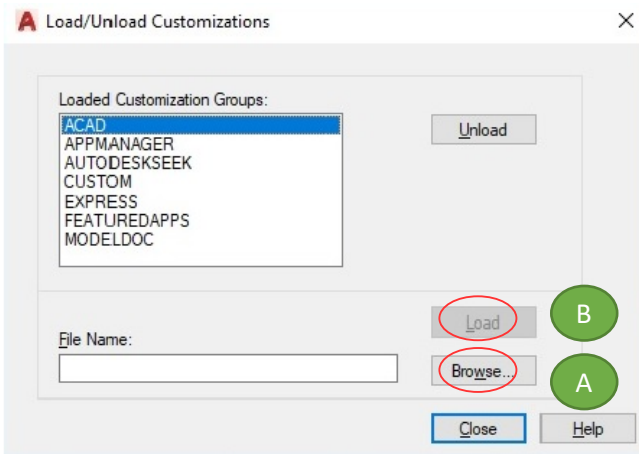 A Load/Unload Customizations
Loaded Customization Groups:
ACAD
APPMANAGER
AUTODESKSEEK
CUSTOM
EXPRESS
FEATUREDAPPS
MODELDOC
Unload
Load
B
File Name:
Browse...
A
Close
Help